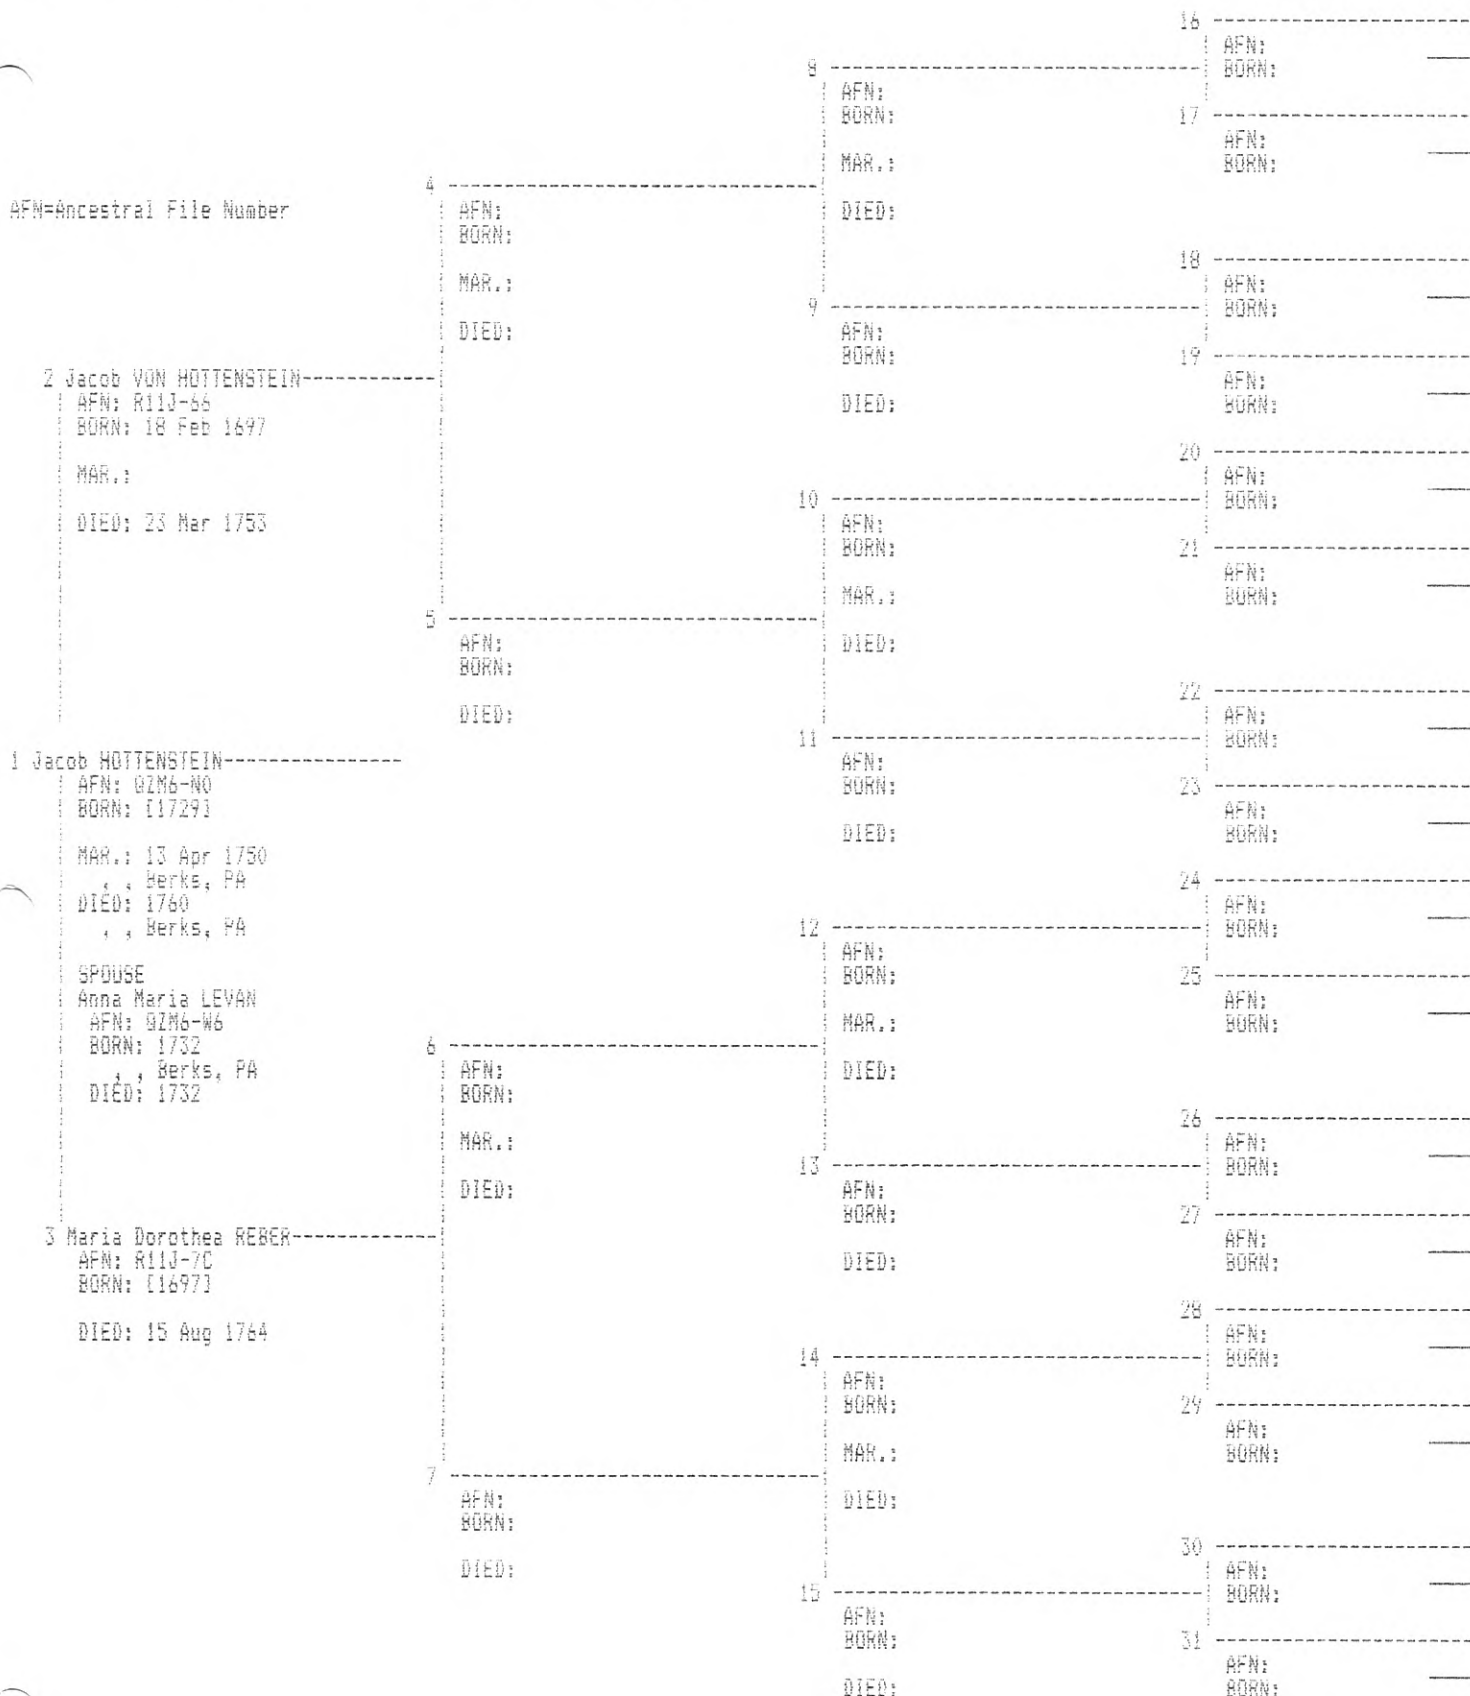 AFN=Ancestral File Number
2 Jacob VON HOTTENSTEIN
AFN: R11J-66
BORN: 18 Feb 1697
MAR.:
DIED: 23 Mar 1753
1 Jacob HOTTENSTEIN
AFN: QZM6-N0
BORN: [1729]
MAR.: 13 Apr 1750
, , Berks, PA
DIED: 1760
, , Berks, PA
SPOUSE
Anna Maria LEVAN
AFN: QZM6-W6
BORN: 1732
, , Berks, PA
DIED: 1732
3 Maria Dorothea REBER
AFN: R11J-7C
BORN: [1697]
DIED: 15 Aug 1764
4
AFN:
BORN:
MAR.:
DIED:
5
AFN:
BORN:
DIED:
6
AFN:
BORN:
MAR.:
DIED:
7
AFN:
BORN:
DIED:
8
AFN:
BORN:
MAR.:
DIED:
9
AFN:
BORN:
DIED:
10
AFN:
BORN:
MAR.:
DIED:
11
AFN:
BORN:
DIED:
12
AFN:
BORN:
MAR.:
DIED:
13
AFN:
BORN:
DIED:
14
AFN:
BORN:
MAR.:
DIED:
15
AFN:
BORN:
DIED:
16
AFN:
BORN:
17
AFN:
BORN:
18
AFN:
BORN:
19
AFN:
BORN:
20
AFN:
BORN:
21
AFN:
BORN:
22
AFN:
BORN:
23
AFN:
BORN:
24
AFN:
BORN:
25
AFN:
BORN:
26
AFN:
BORN:
27
AFN:
BORN:
28
AFN:
BORN:
29
AFN:
BORN:
30
AFN:
BORN:
31
AFN:
BORN: